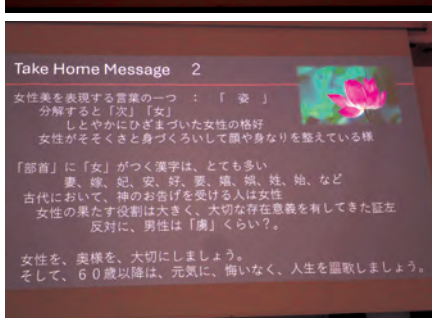 Take Home Message 2
女性美を表現する言葉の一つ ： 「 姿 」
分解すると「次」「女」
しとやかにひざまづいた女性の格好
女性がそそくさと身づくろいして顔や身なりを整えている様
「部首」に「女」がつく漢字は、とても多い
妻、嫁、妃、安、好、要、嬉、娯、姓、始、など
古代において、神のお告げを受ける人は女性
女性の果たす役割は大きく、大切な存在意義を有してきた証左
反対に、男性は「虜」くらい？。
女性を、奥様を、大切にしましょう。
そして、６０歳以降は、元気に、悔いなく、人生を謳歌しましょう。